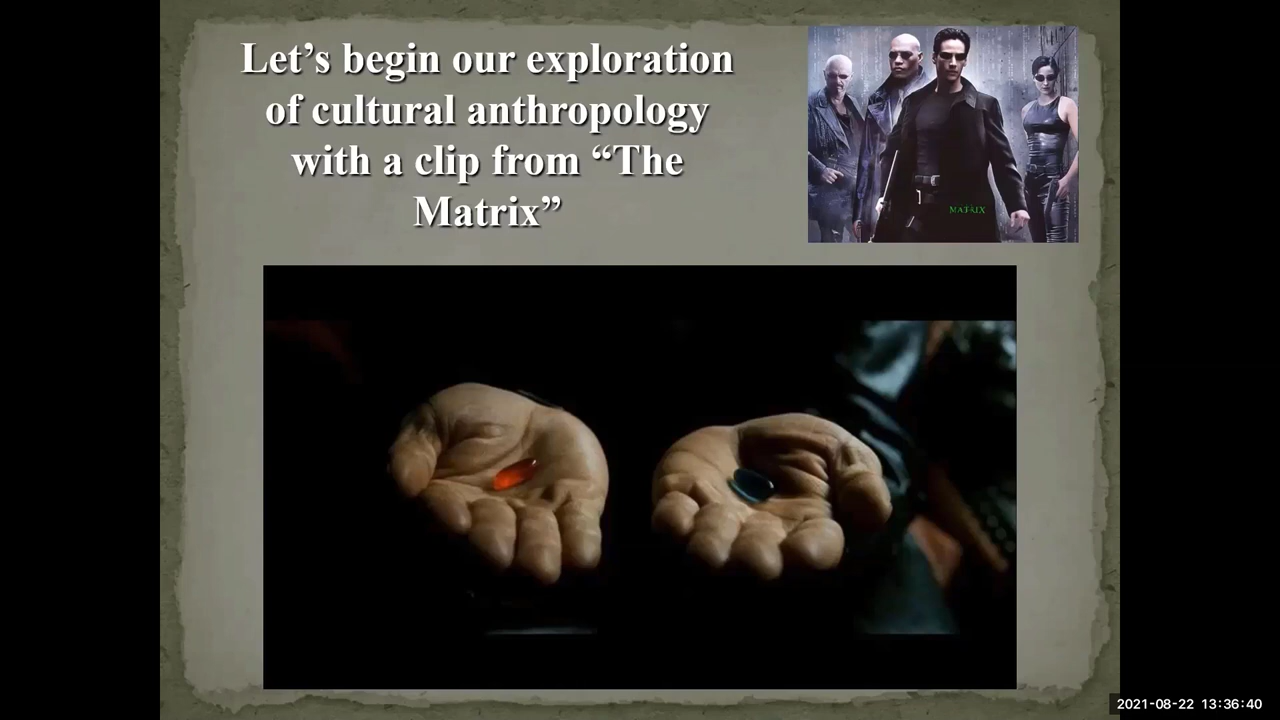 Let’s begin our exploration
of cultural anthropology
with a clip from “The
Matrix”
MATRIX
2021-08-22 13:36:40